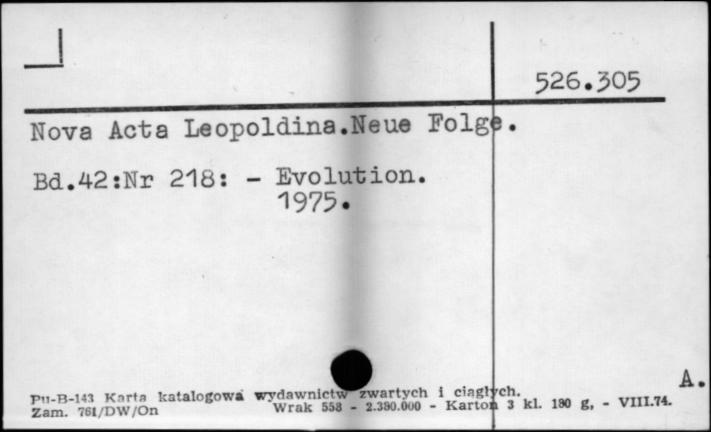 526.305
Nova Acta Leopoldina.Neue Folge.
Bd.42:Nr 218: - Evolution.
1975.
A.
Pu-B-143 Karta katalogowa wydawnictw zwartych i ciągłych.
Zam. 761/DW/On Wrak 558 - 2.380.000 - Karton 3 kl. 180 g, - VIII.74.